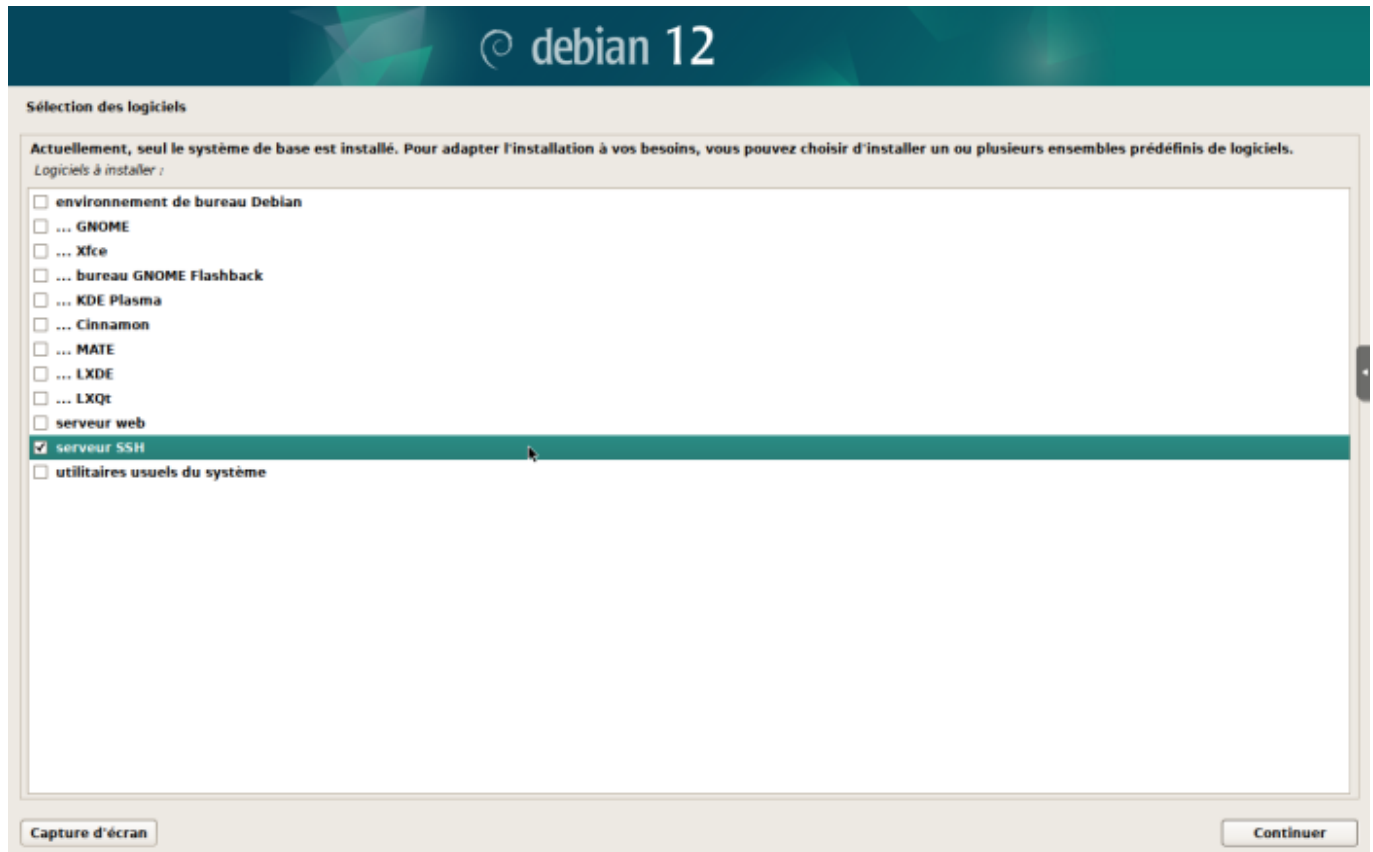 debian 12
Sélection des logiciels
Actuellement, seul le système de base est installé. Pour adapter l'installation à vos besoins, vous pouvez choisir d'installer un ou plusieurs ensembles prédéfinis de logiciels.
Logiciels à installer :
environnement de bureau Debian
... GNOME
... Xfce
... bureau GNOME Flashback
... KDE Plasma
... Cinnamon
... MATE
... LXDE
... LXQt
serveur web
serveur SSH
utilitaires usuels du système
Capture d'écran
Continuer